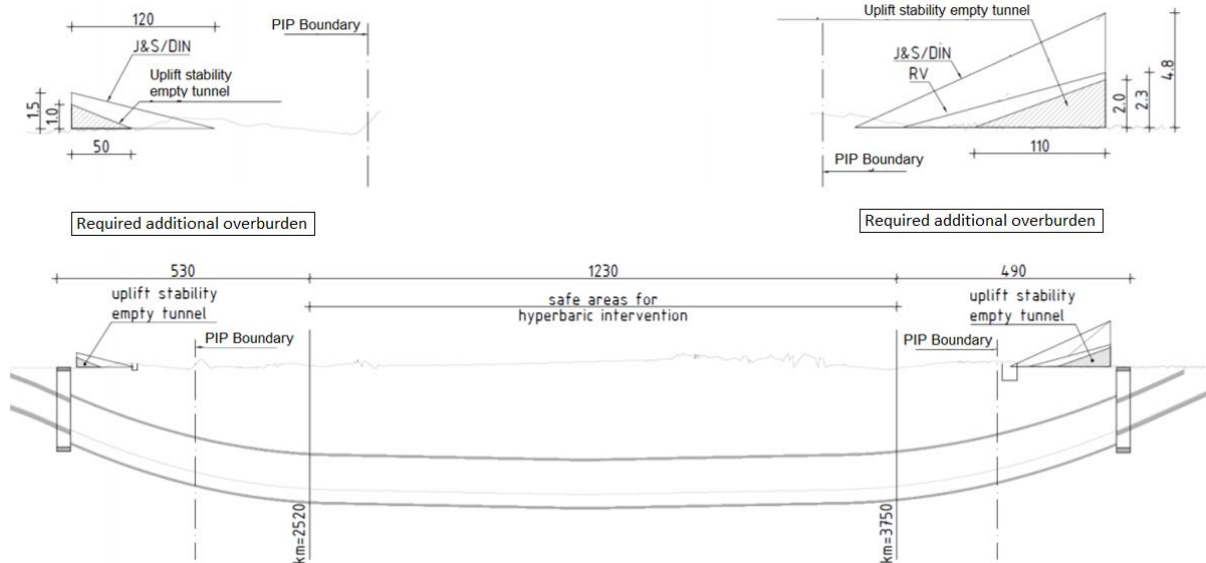 120
PIP Boundary
J&S/DIN
Uplift stability
empty tunnel
1.5
1.0
50
Required additional overburden
Uplift stability empty tunnel
J&S/DIN
RV
2.0
2.3
4.8
110
PIP Boundary
Required additional overburden
530
1230
490
uplift stability
empty tunnel
safe areas for
hyperbaric intervention
uplift stability
empty tunnel
PIP Boundary
PIP Boundary
km=2520
km=3750